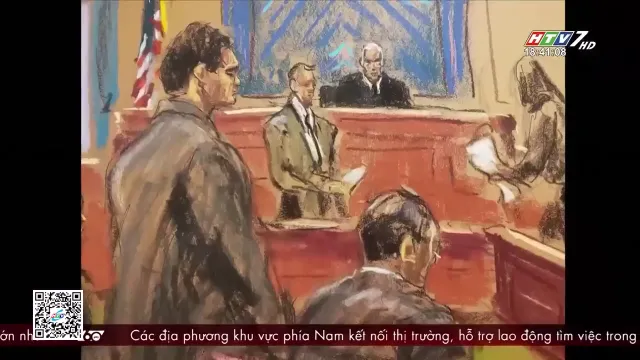 HTV7 HD
18:41:08
ớn nh
Các địa phương khu vực phía Nam kết nối thị trường, hỗ trợ lao động tìm việc trong